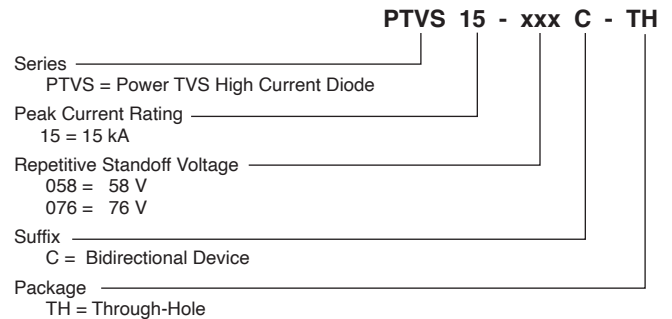 PTVS 15 - xxx C - TH
Series
PTVS = Power TVS High Current Diode
Peak Current Rating
15 = 15 kA
Repetitive Standoff Voltage
058 = 58 V
076 = 76 V
Suffix
C = Bidirectional Device
Package
TH = Through-Hole